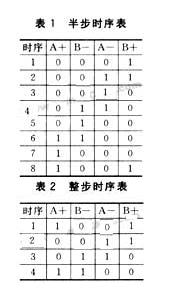 表 1 半步时序表
时序 A+ B- A- B+
1 0 0 0 1
2 0 0 1 1
3 0 0 1 0
4 0 1 1 0
5 0 1 0 0
6 1 1 0 0
7 1 0 0 0
8 1 0 0 1
表 2 整步时序表
时序 A+ B- A- B+
1 1 0 0 1
2 0 0 1 1
3 0 1 1 0
4 1 1 0 0